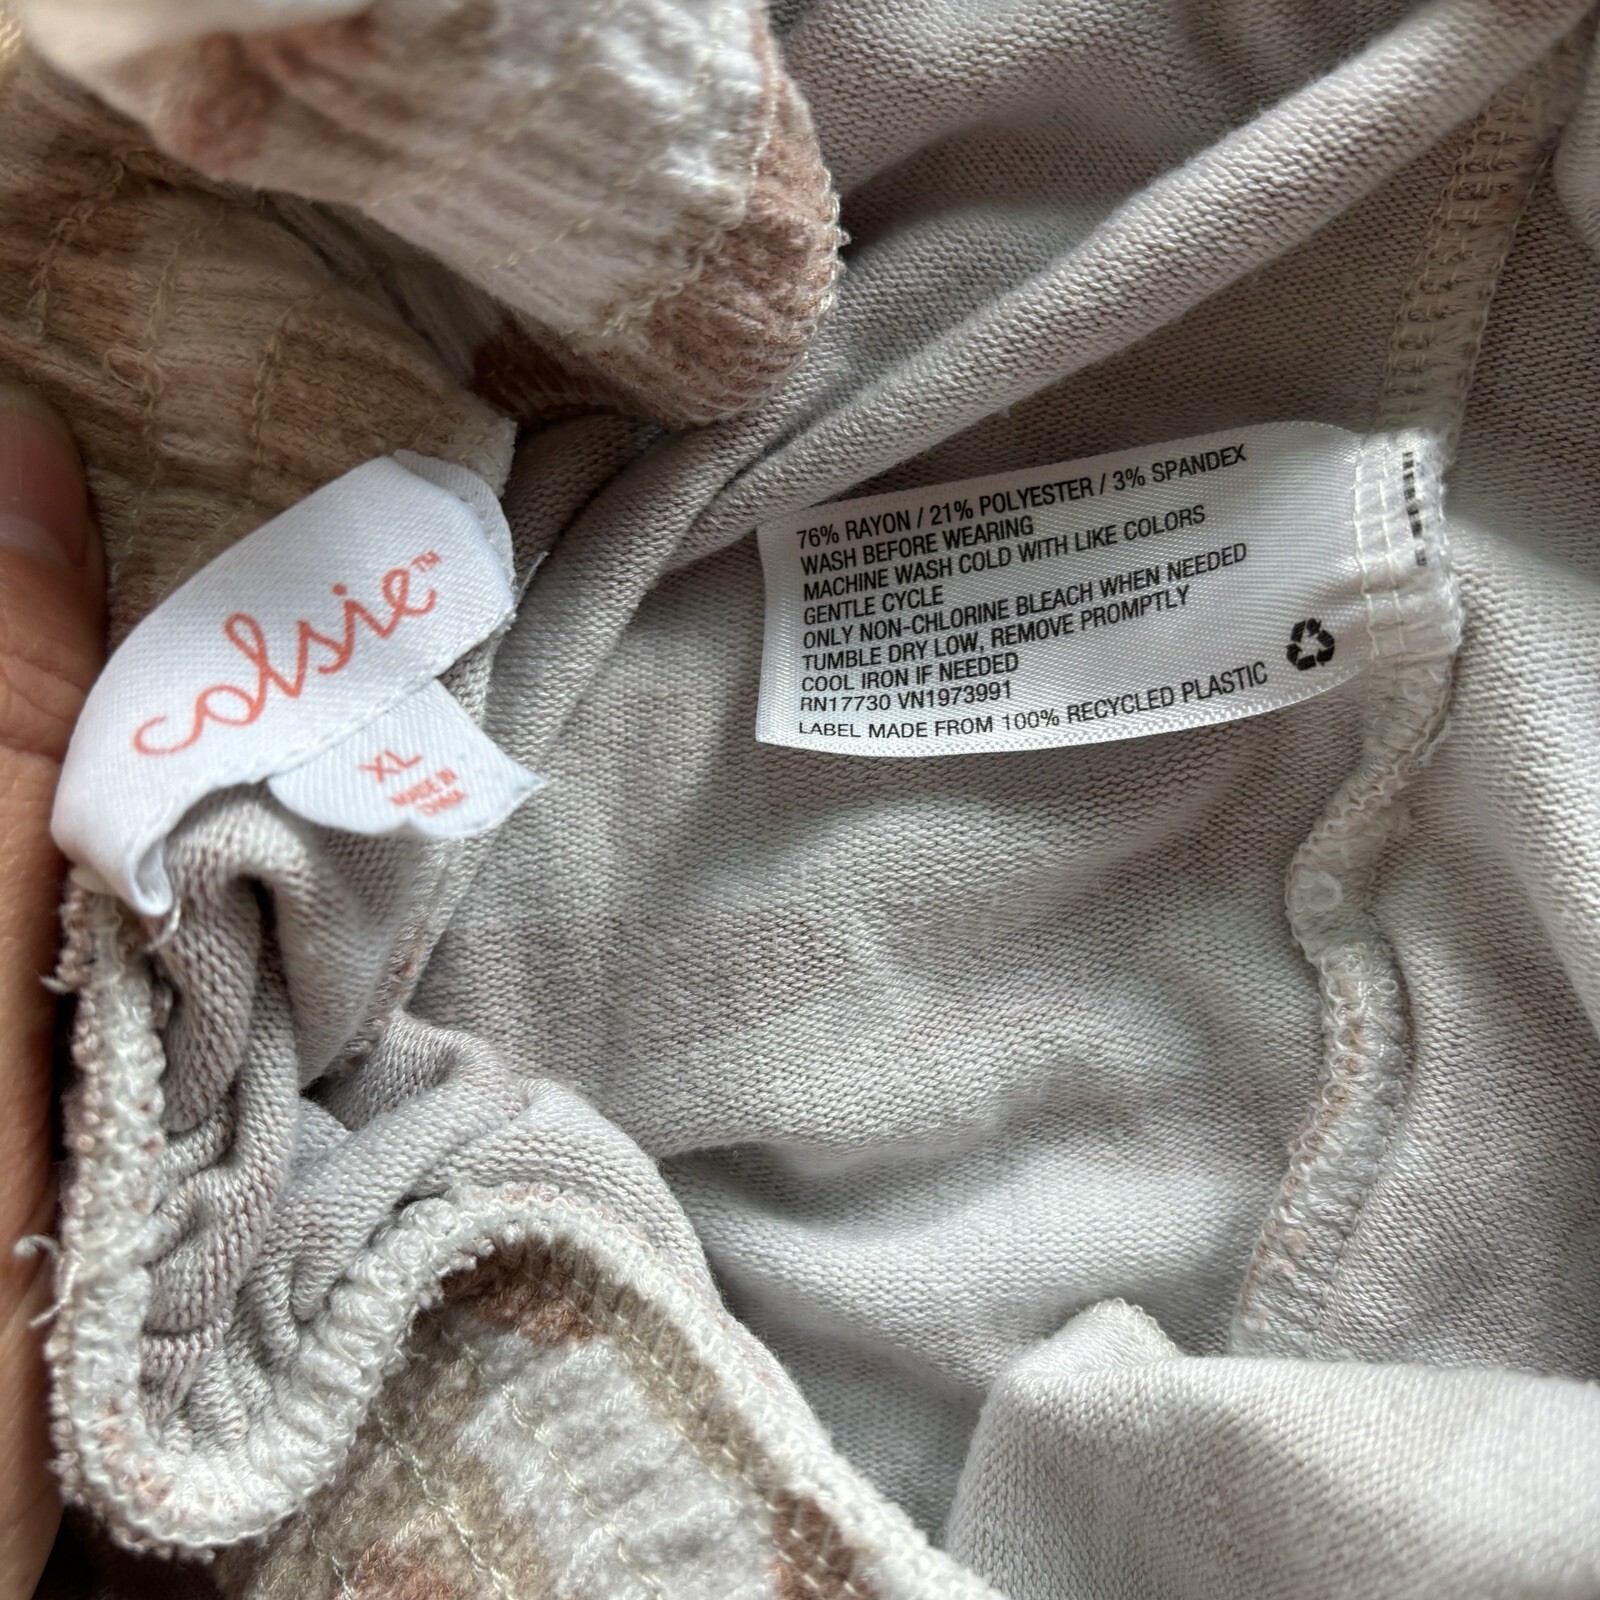 colsie™
XL
MADE IN
CHINA
76% RAYON / 21% POLYESTER / 3% SPANDEX
WASH BEFORE WEARING
MACHINE WASH COLD WITH LIKE COLORS
GENTLE CYCLE
ONLY NON-CHLORINE BLEACH WHEN NEEDED
TUMBLE DRY LOW, REMOVE PROMPTLY
COOL IRON IF NEEDED
RN17730 VN1973991
LABEL MADE FROM 100% RECYCLED PLASTIC